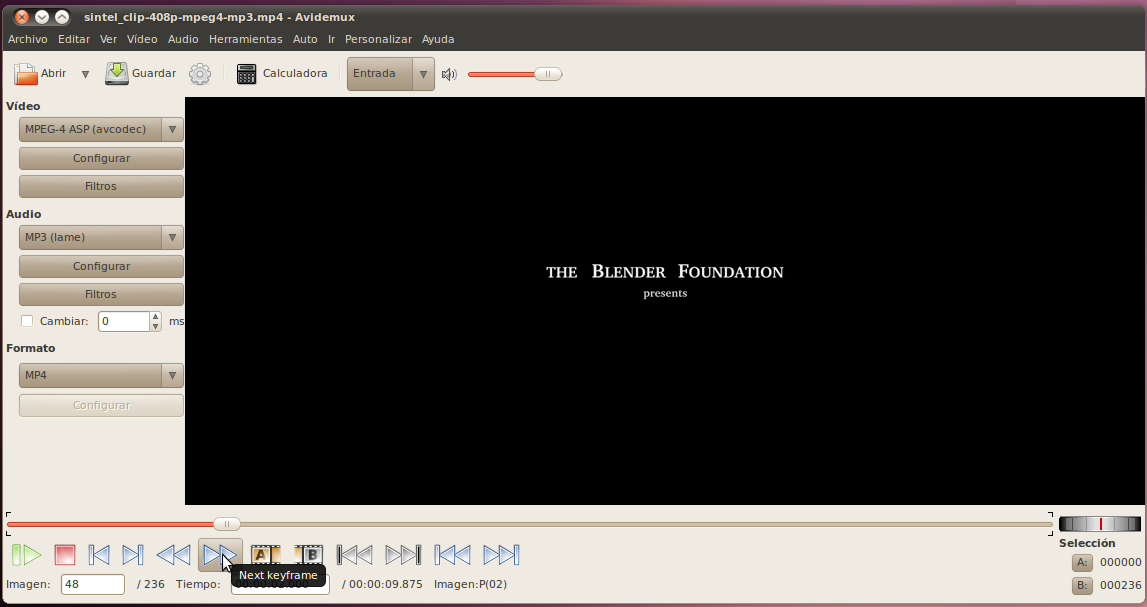 sintel_clip-408p-mpeg4-mp3.mp4 - Avidemux
Archivo Editar Ver Vídeo Audio Herramientas Auto Ir Personalizar Ayuda
Abrir Guardar Calculadora Entrada
Vídeo
MPEG-4 ASP (avcodec)
Configurar
Filtros
Audio
MP3 (lame)
Configurar
Filtros
Cambiar: 0 ms
Formato
MP4
Configurar
THE BLENDER FOUNDATION
presents
A B
Next keyframe
Imagen: 48 / 236 Tiempo: / 00:00:09.875 Imagen:P(02)
Selección
A: 000000
B: 000236